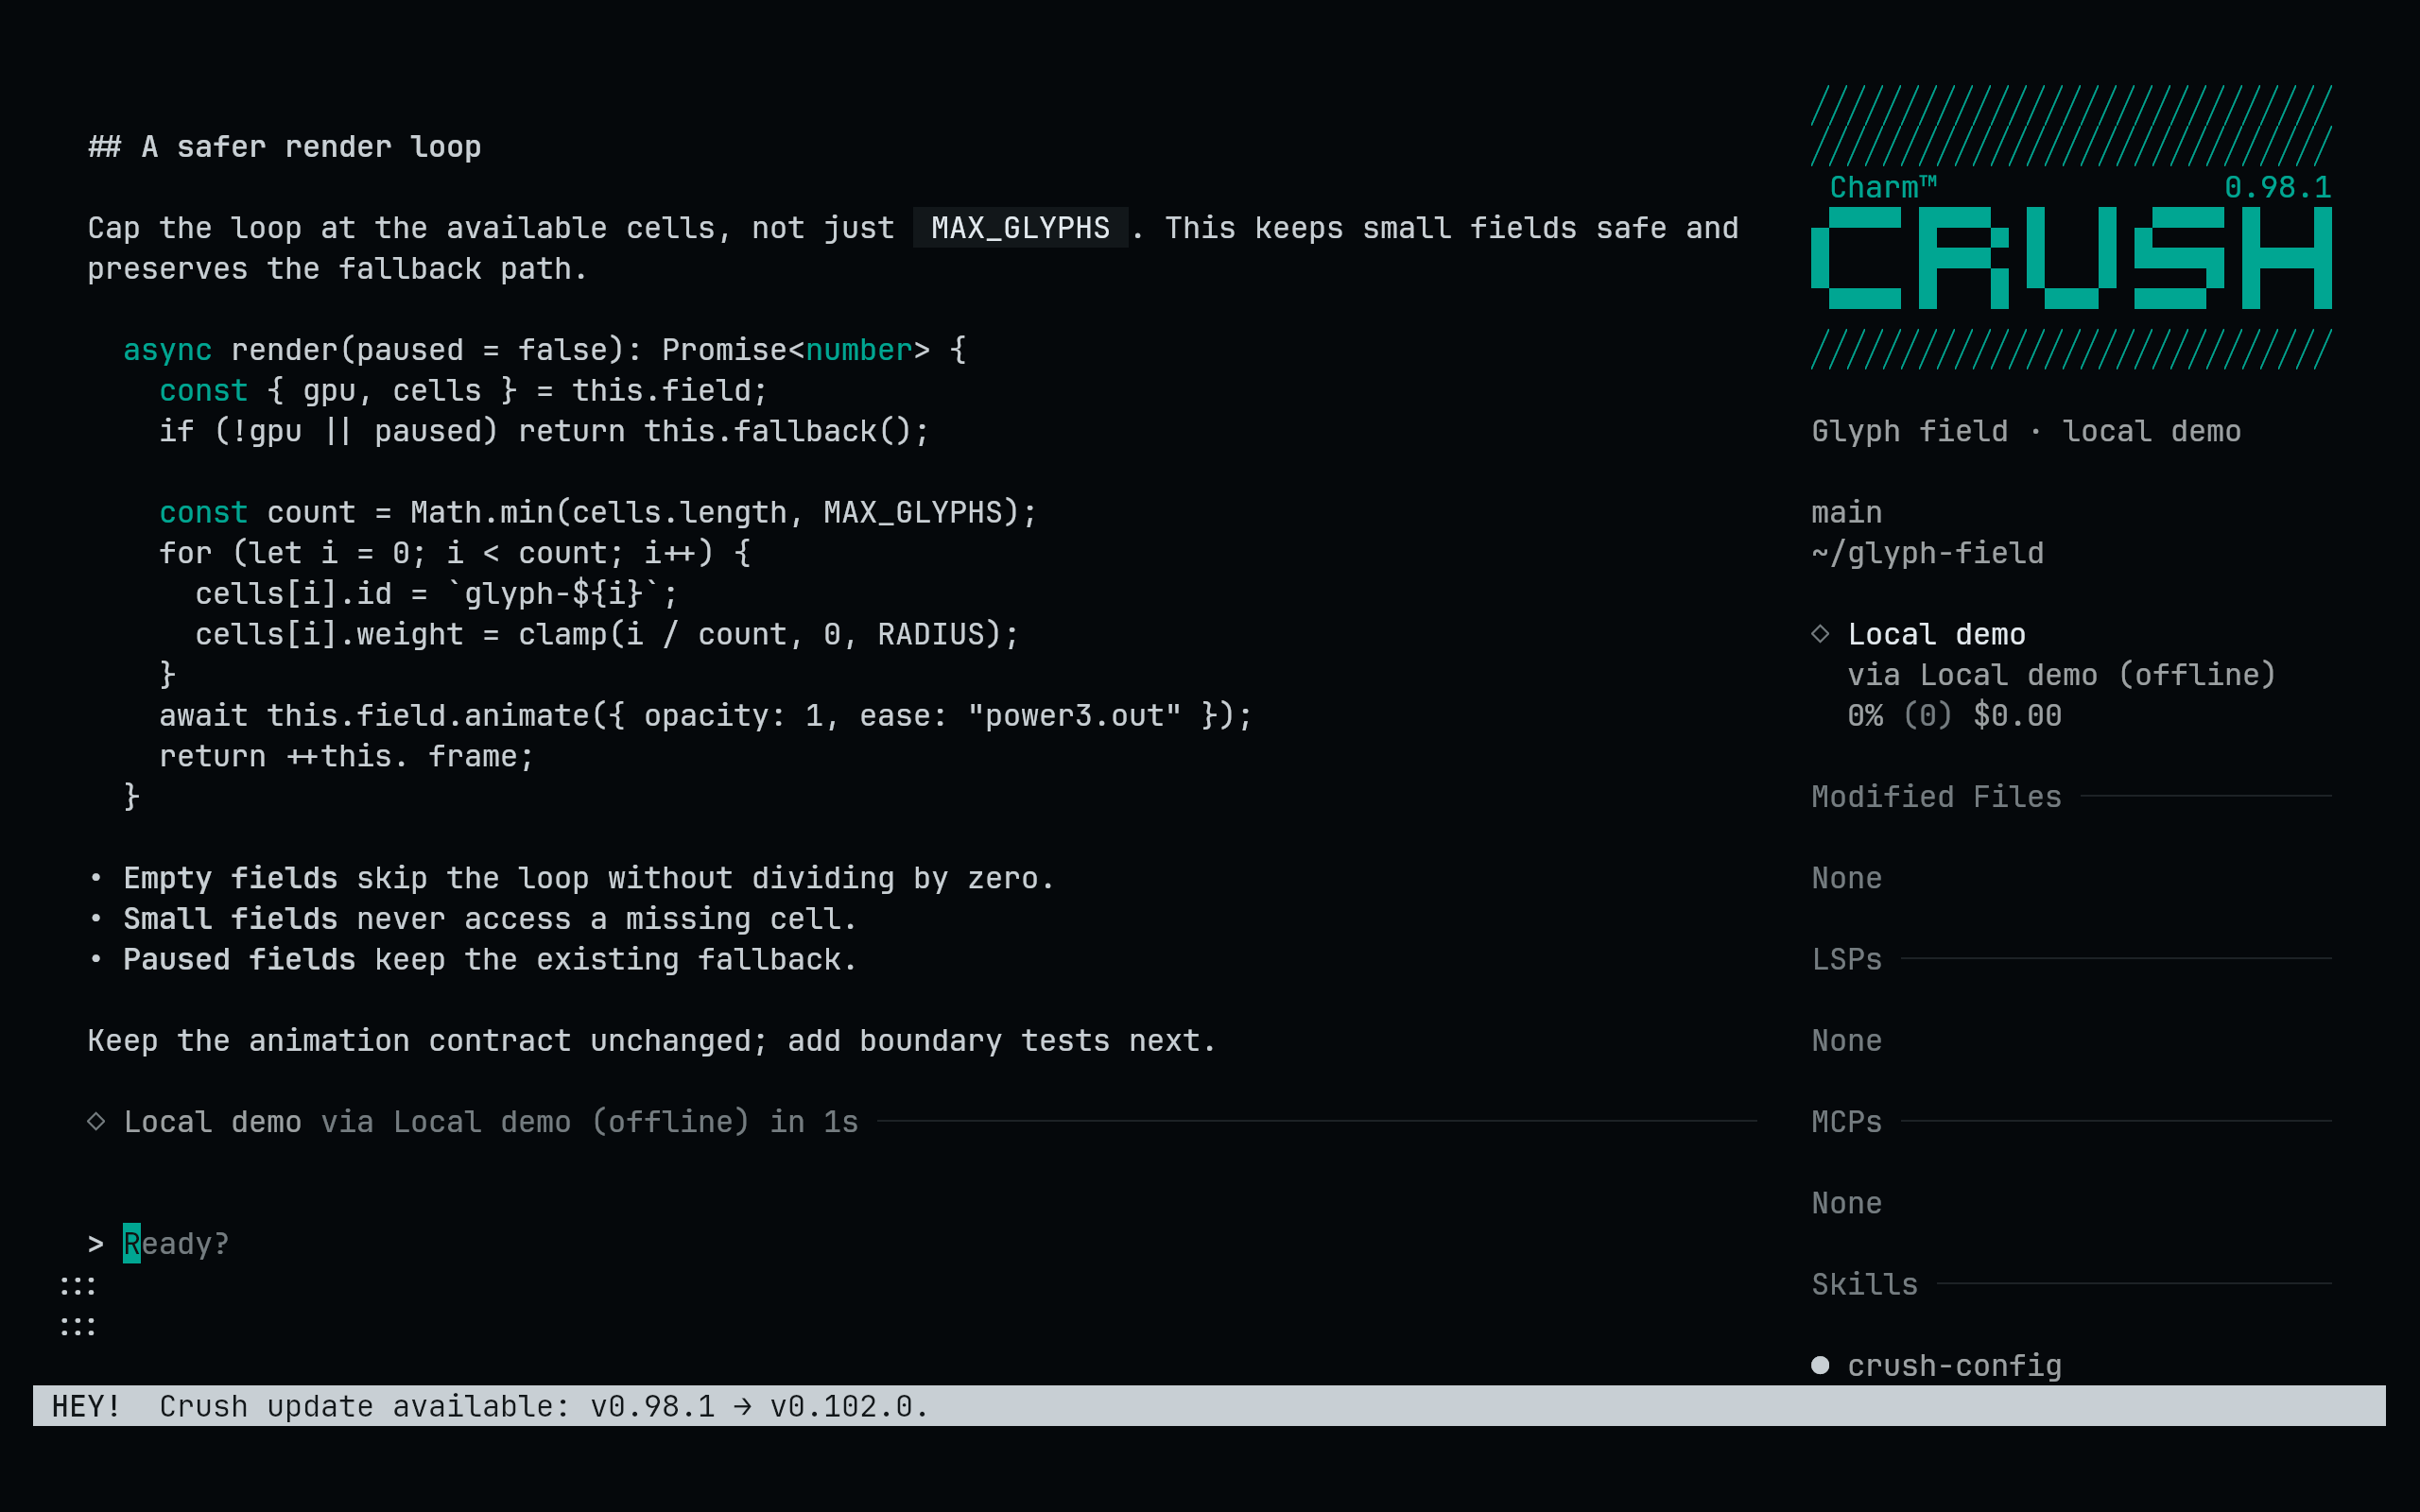 ## A safer render loop
Cap the loop at the available cells, not just MAX_GLYPHS . This keeps small fields safe and
preserves the fallback path.
async render(paused = false): Promise<number> {
const { gpu, cells } = this.field;
if (!gpu || paused) return this.fallback();
const count = Math.min(cells.length, MAX_GLYPHS);
for (let i = 0; i < count; i++) {
cells[i].id = `glyph-${i}`;
cells[i].weight = clamp(i / count, 0, RADIUS);
}
await this.field.animate({ opacity: 1, ease: "power3.out" });
return ++this. frame;
}
• Empty fields skip the loop without dividing by zero.
• Small fields never access a missing cell.
• Paused fields keep the existing fallback.
Keep the animation contract unchanged; add boundary tests next.
◇ Local demo via Local demo (offline) in 1s
> Ready?
:::
:::
Charm™ 0.98.1
CRUSH
Glyph field · local demo
main
~/glyph-field
◇ Local demo
via Local demo (offline)
0% (0) $0.00
Modified Files
None
LSPs
None
MCPs
None
Skills
● crush-config
HEY! Crush update available: v0.98.1 → v0.102.0.